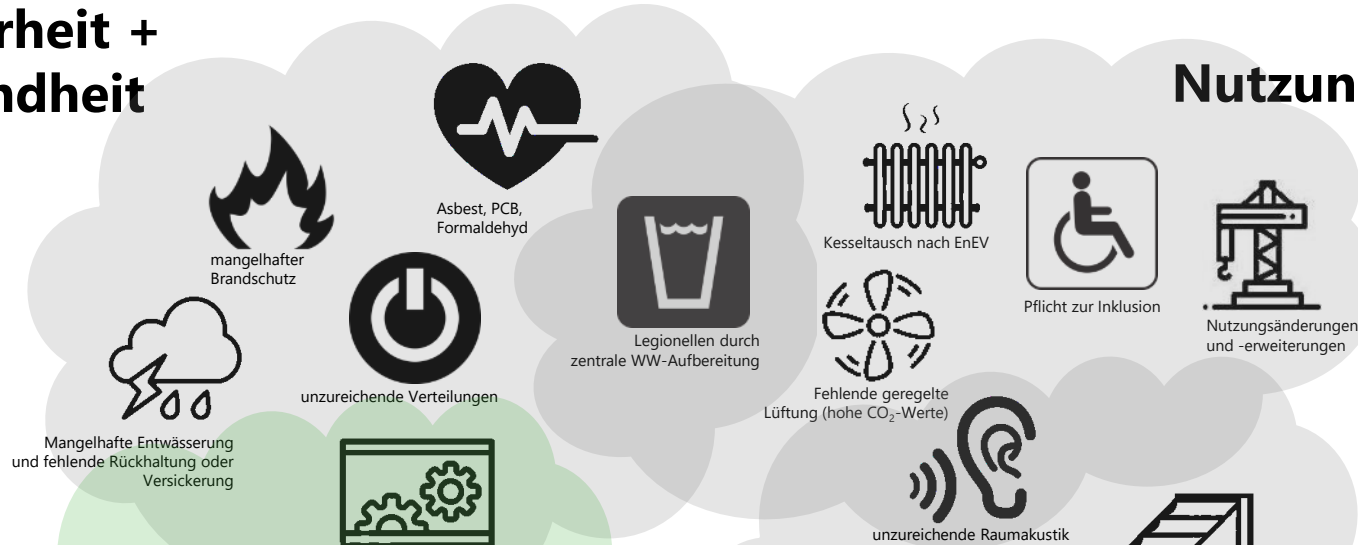 rheit +
ndheit
Nutzun
Asbest, PCB,
Formaldehyd
mangelhafter
Brandschutz
Kesseltausch nach EnEV
Pflicht zur Inklusion
Nutzungsänderungen
und -erweiterungen
Legionellen durch
zentrale WW-Aufbereitung
unzureichende Verteilungen
Fehlende geregelte
Lüftung (hohe CO₂-Werte)
Mangelhafte Entwässerung
und fehlende Rückhaltung oder
Versickerung
unzureichende Raumakustik